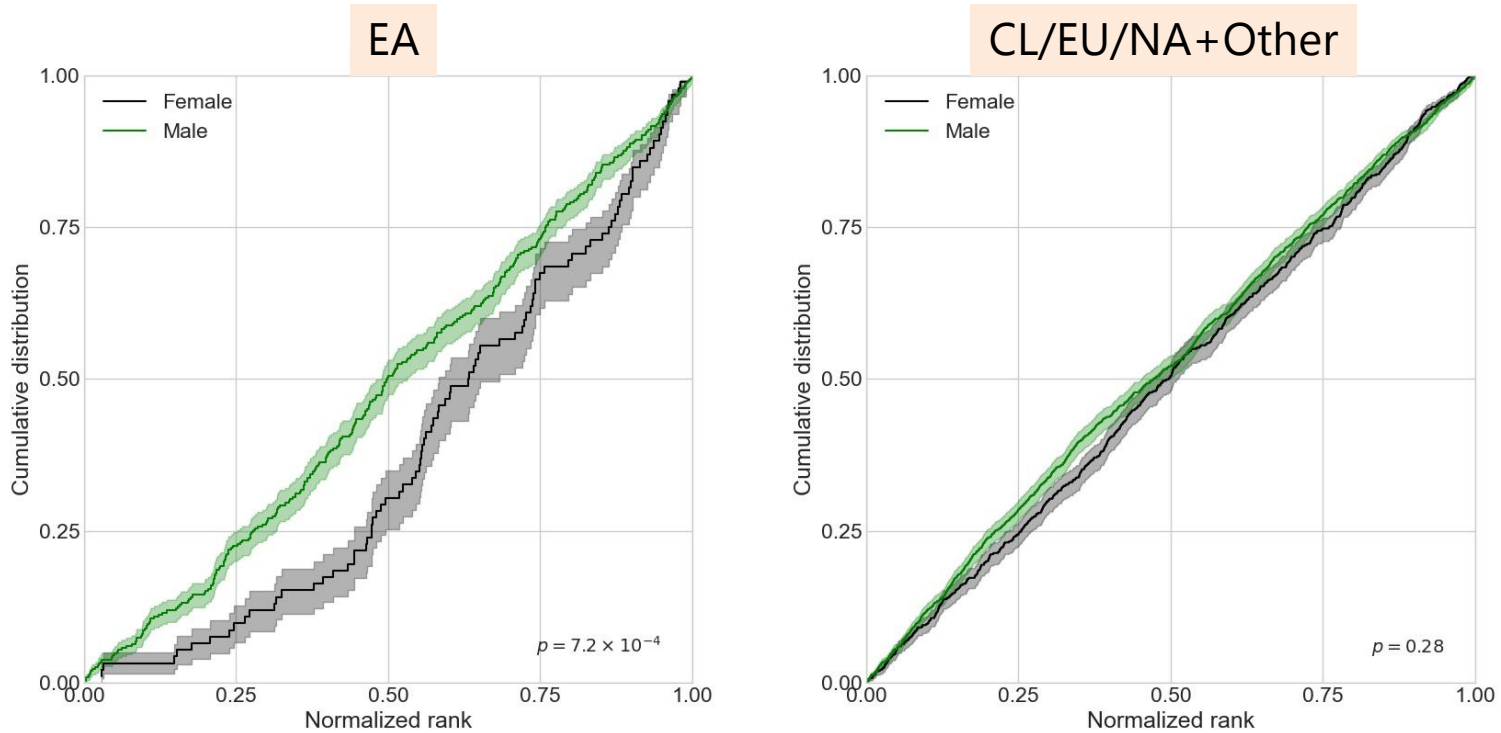 EA
1.00
Female
Male
0.75
0.50
0.25
0.00
Cumulative distribution
p = 7.2 × 10⁻⁴
0.00 0.25 0.50 0.75 1.00
Normalized rank
CL/EU/NA+Other
1.00
Female
Male
0.75
0.50
0.25
0.00
Cumulative distribution
p = 0.28
0.00 0.25 0.50 0.75 1.00
Normalized rank